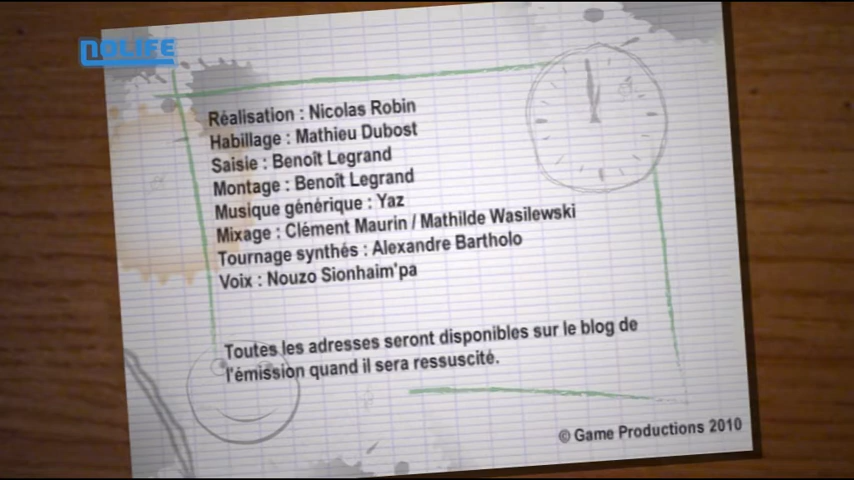 NOLIFE
Réalisation : Nicolas Robin
Habillage : Mathieu Dubost
Saisie : Benoît Legrand
Montage : Benoît Legrand
Musique générique : Yaz
Mixage : Clément Maurin / Mathilde Wasilewski
Tournage synthés : Alexandre Bartholo
Voix : Nouzo Sionhaim'pa
Toutes les adresses seront disponibles sur le blog de
l'émission quand il sera ressuscité.
© Game Productions 2010